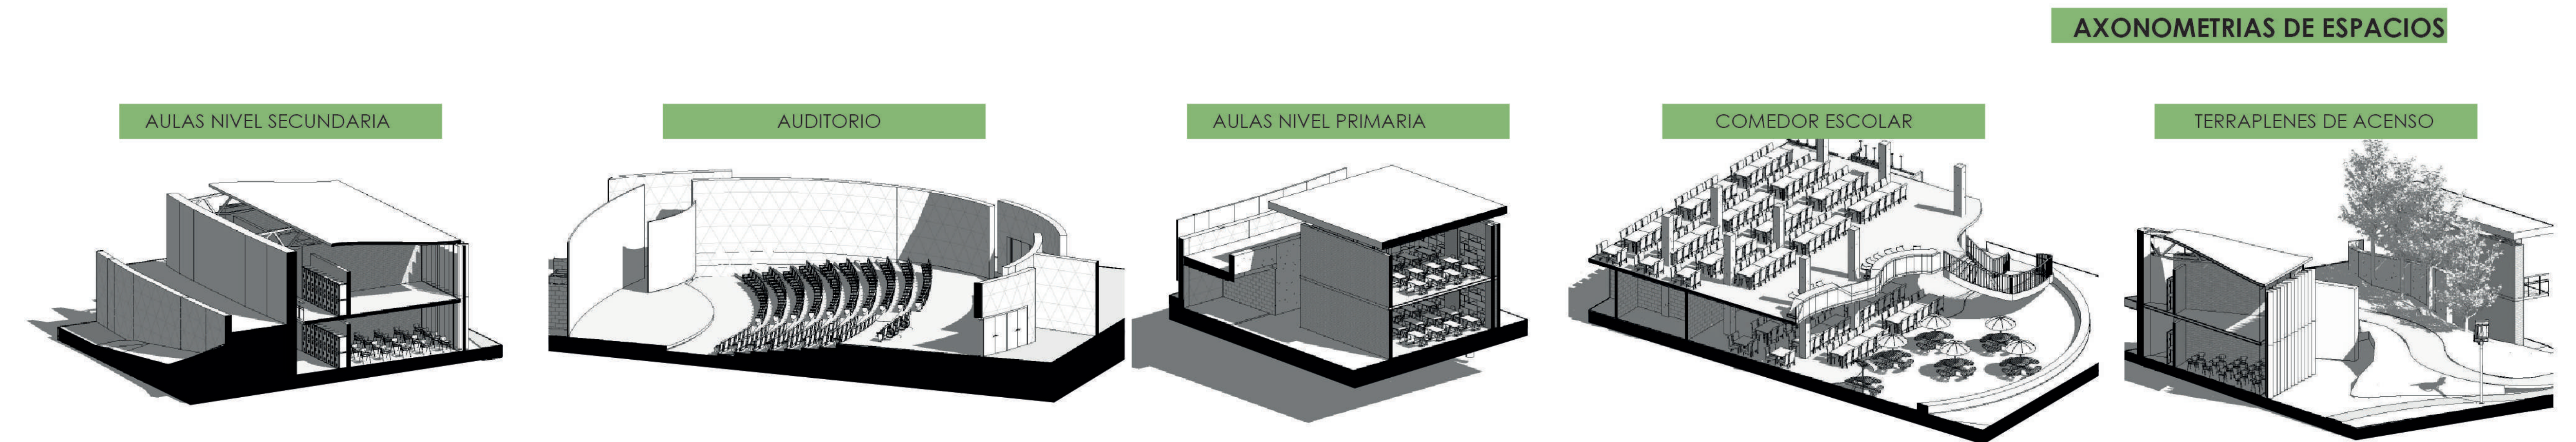 AXONOMETRIAS DE ESPACIOS
AULAS NIVEL SECUNDARIA
AUDITORIO
AULAS NIVEL PRIMARIA
COMEDOR ESCOLAR
TERRAPLENES DE ACENSO